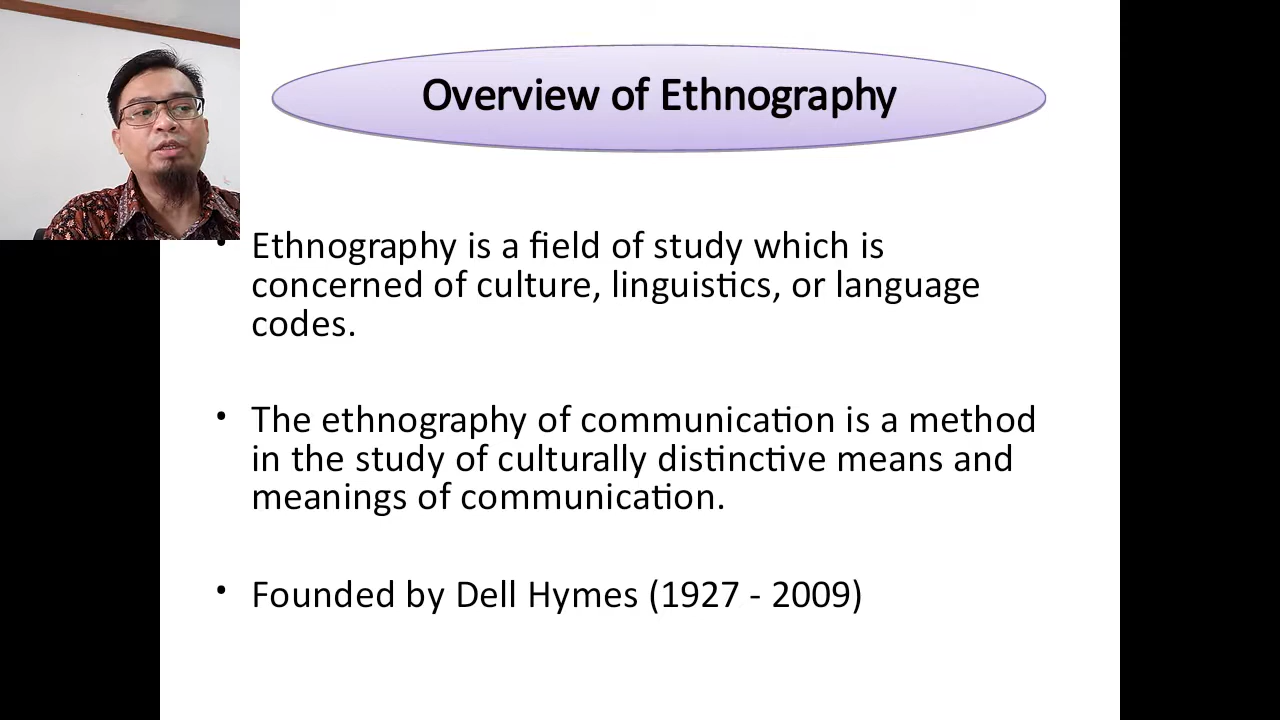 Overview of Ethnography
• Ethnography is a field of study which is
concerned of culture, linguistics, or language
codes.
• The ethnography of communication is a method
in the study of culturally distinctive means and
meanings of communication.
• Founded by Dell Hymes (1927 - 2009)